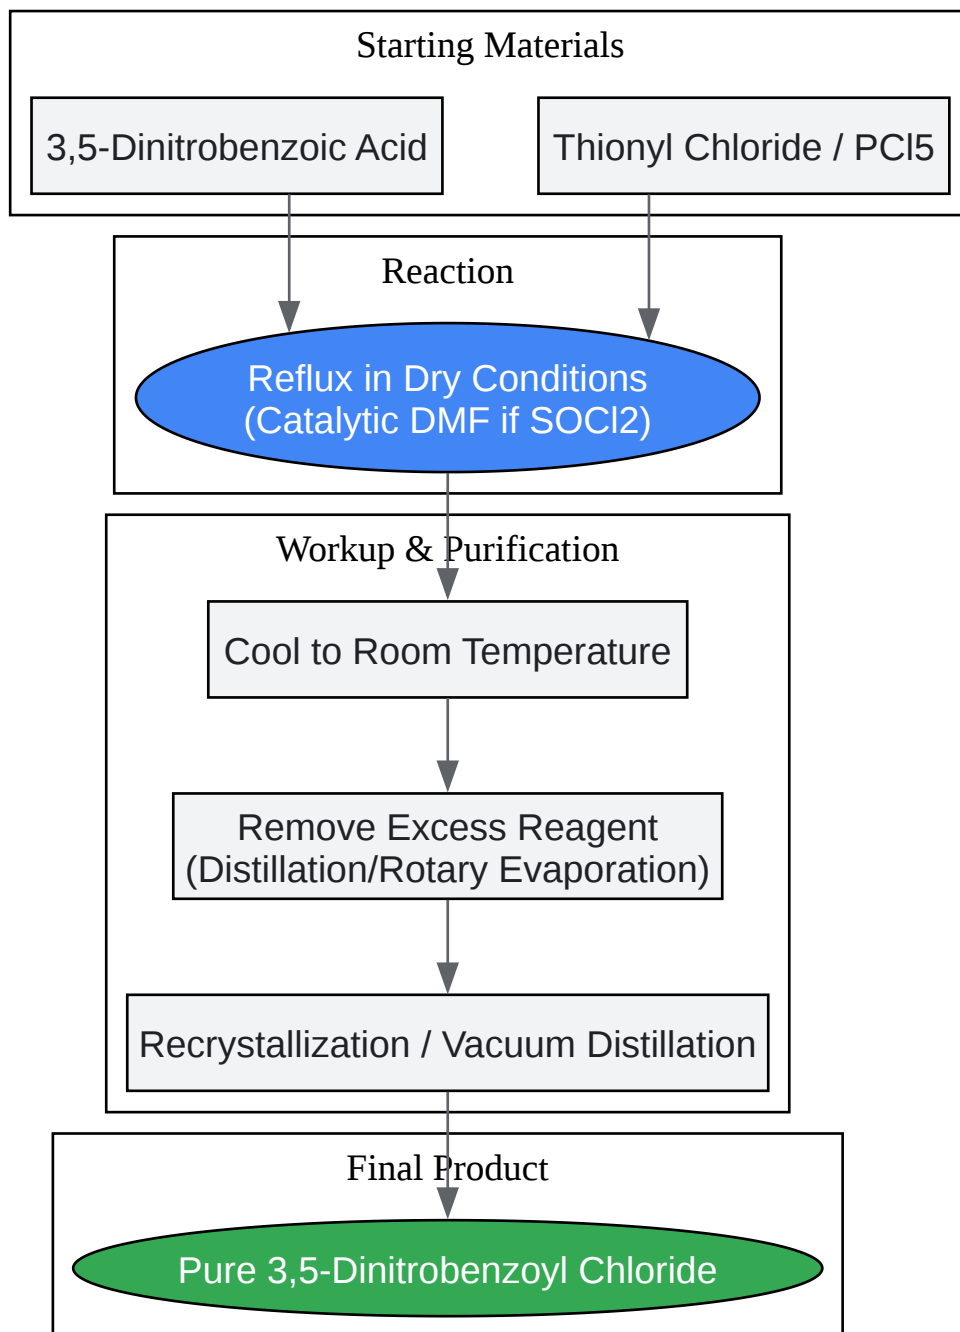 Starting Materials
3,5-Dinitrobenzoic Acid
Thionyl Chloride / PCl5
Reaction
Reflux in Dry Conditions
(Catalytic DMF if SOCl2)
Workup & Purification
Cool to Room Temperature
Remove Excess Reagent
(Distillation/Rotary Evaporation)
Recrystallization / Vacuum Distillation
Final Product
Pure 3,5-Dinitrobenzoyl Chloride